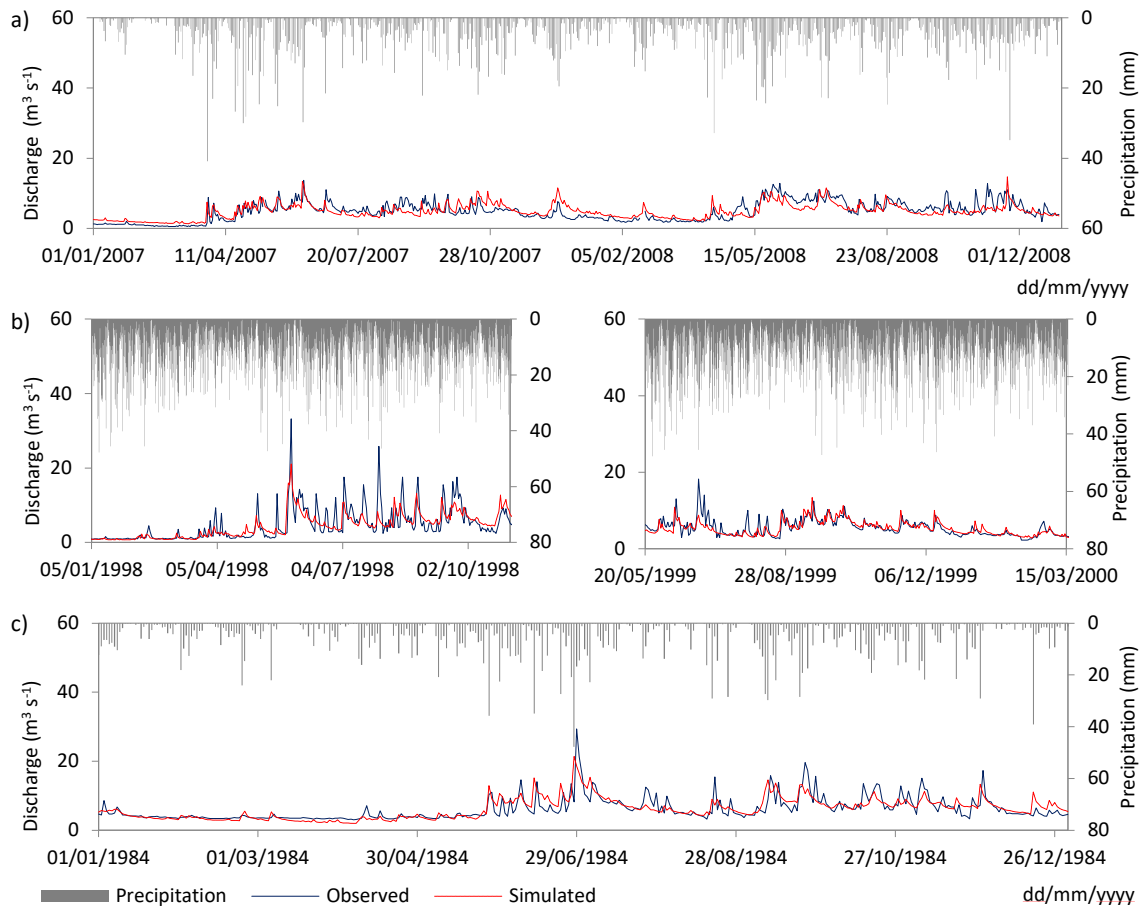 a)
60
40
20
0
Discharge (m³ s⁻¹)
0
20
40
60
Precipitation (mm)
01/01/2007 11/04/2007 20/07/2007 28/10/2007 05/02/2008 15/05/2008 23/08/2008 01/12/2008
dd/mm/yyyy
b)
60
40
20
0
Discharge (m³ s⁻¹)
0
20
40
60
80
05/01/1998 05/04/1998 04/07/1998 02/10/1998
60
40
20
0
0
20
40
60
80
Precipitation (mm)
20/05/1999 28/08/1999 06/12/1999 15/03/2000
c)
60
40
20
0
Discharge (m³ s⁻¹)
0
20
40
60
80
Precipitation (mm)
01/01/1984 01/03/1984 30/04/1984 29/06/1984 28/08/1984 27/10/1984 26/12/1984
Precipitation Observed Simulated
dd/mm/yyyy